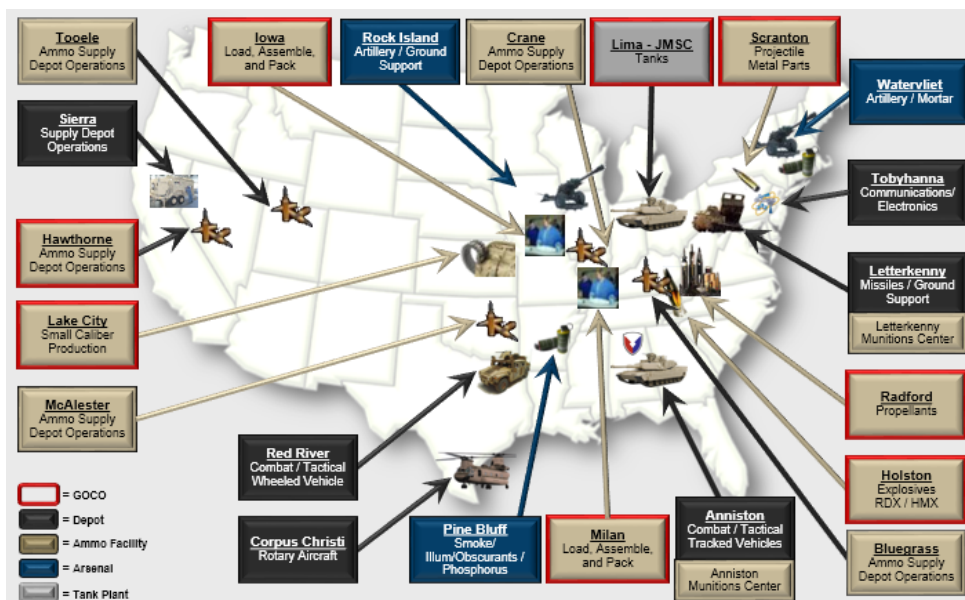 Tooele
Ammo Supply
Depot Operations
Iowa
Load, Assemble,
and Pack
Rock Island
Artillery / Ground
Support
Crane
Ammo Supply
Depot Operations
Lima - JMSC
Tanks
Scranton
Projectile
Metal Parts
Watervliet
Artillery / Mortar
Sierra
Supply Depot
Operations
Tobyhanna
Communications/
Electronics
Hawthorne
Ammo Supply
Depot Operations
Letterkenny
Missiles / Ground
Support
Letterkenny
Munitions Center
Lake City
Small Caliber
Production
Radford
Propellants
McAlester
Ammo Supply
Depot Operations
Red River
Combat / Tactical
Wheeled Vehicle
Holston
Explosives
RDX / HMX
Corpus Christi
Rotary Aircraft
Pine Bluff
Smoke/
Illum/Obscurants /
Phosphorus
Milan
Load, Assemble,
and Pack
Anniston
Combat / Tactical
Tracked Vehicles
Anniston
Munitions Center
Bluegrass
Ammo Supply
Depot Operations
= GOCO
= Depot
= Ammo Facility
= Arsenal
= Tank Plant